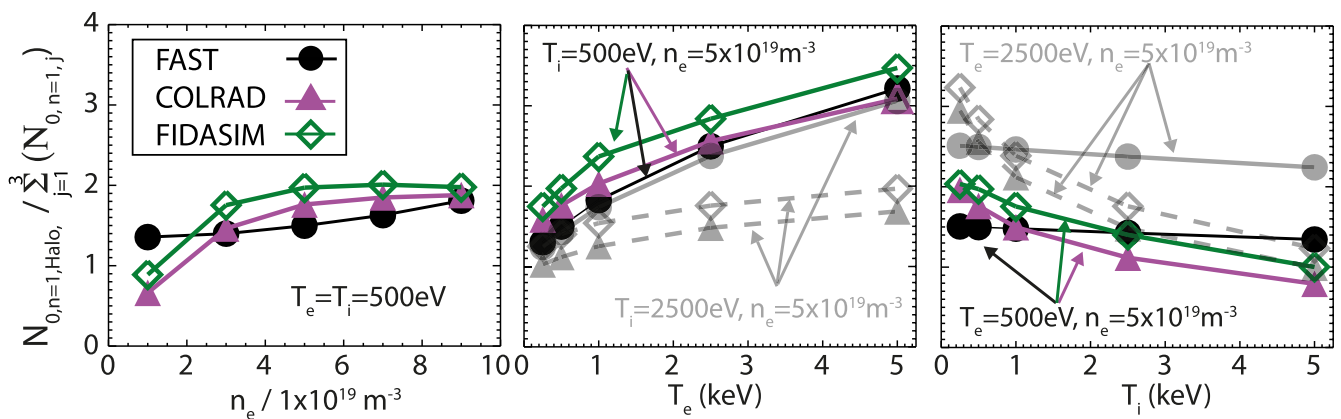 N0,n=1,Halo, / Σ³j=1 (N0,n=1,j)
4
3
2
1
0
FAST
COLRAD
FIDASIM
Te=Ti=500eV
0 2 4 6 8 10
ne / 1x10¹⁹ m⁻³
Ti=500eV, ne=5x10¹⁹m⁻³
Ti=2500eV, ne=5x10¹⁹m⁻³
0 1 2 3 4 5
Te (keV)
Te=2500eV, ne=5x10¹⁹m⁻³
Te=500eV, ne=5x10¹⁹m⁻³
0 1 2 3 4 5
Ti (keV)